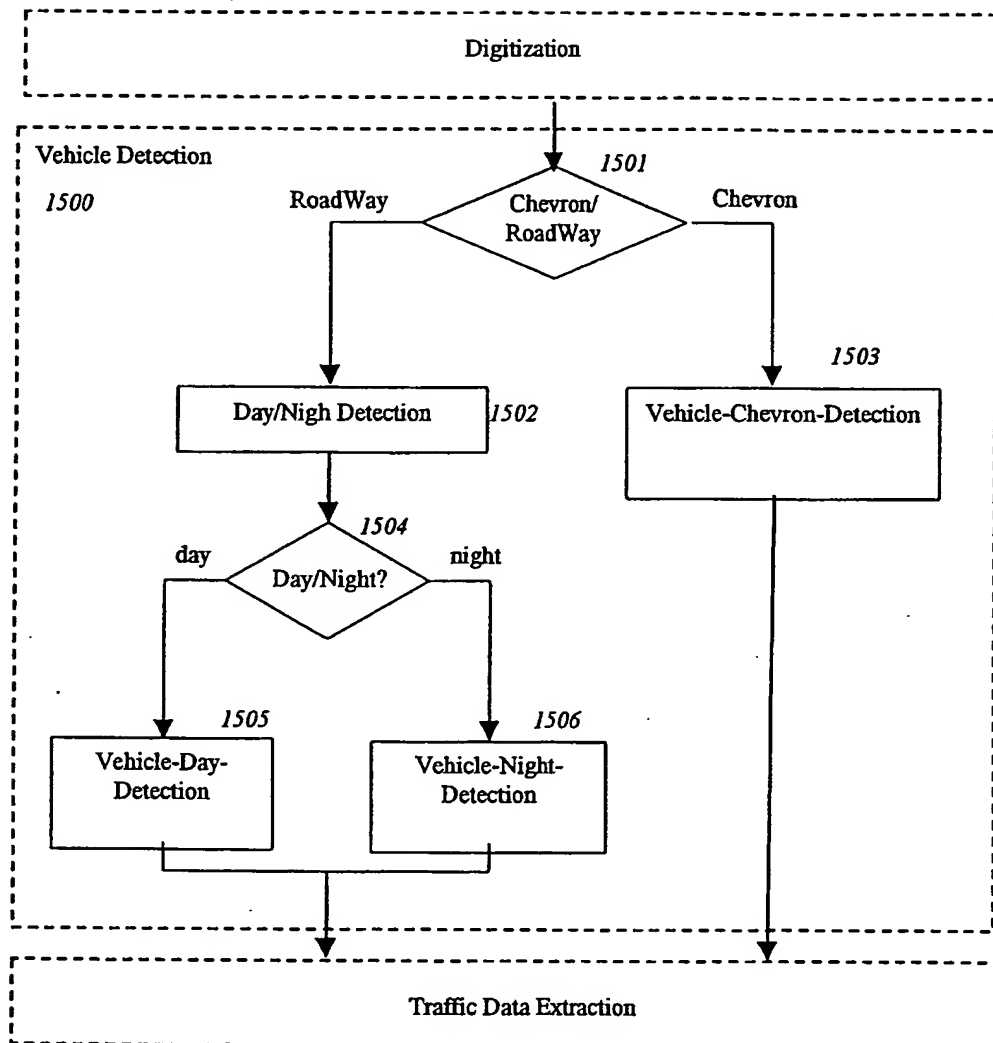 Digitization
Vehicle Detection
1500
1501
RoadWay
Chevron/
RoadWay
Chevron
1503
Day/Nigh Detection
1502
Vehicle-Chevron-Detection
1504
day
Day/Night?
night
1505
1506
Vehicle-Day-
Detection
Vehicle-Night-
Detection
Traffic Data Extraction